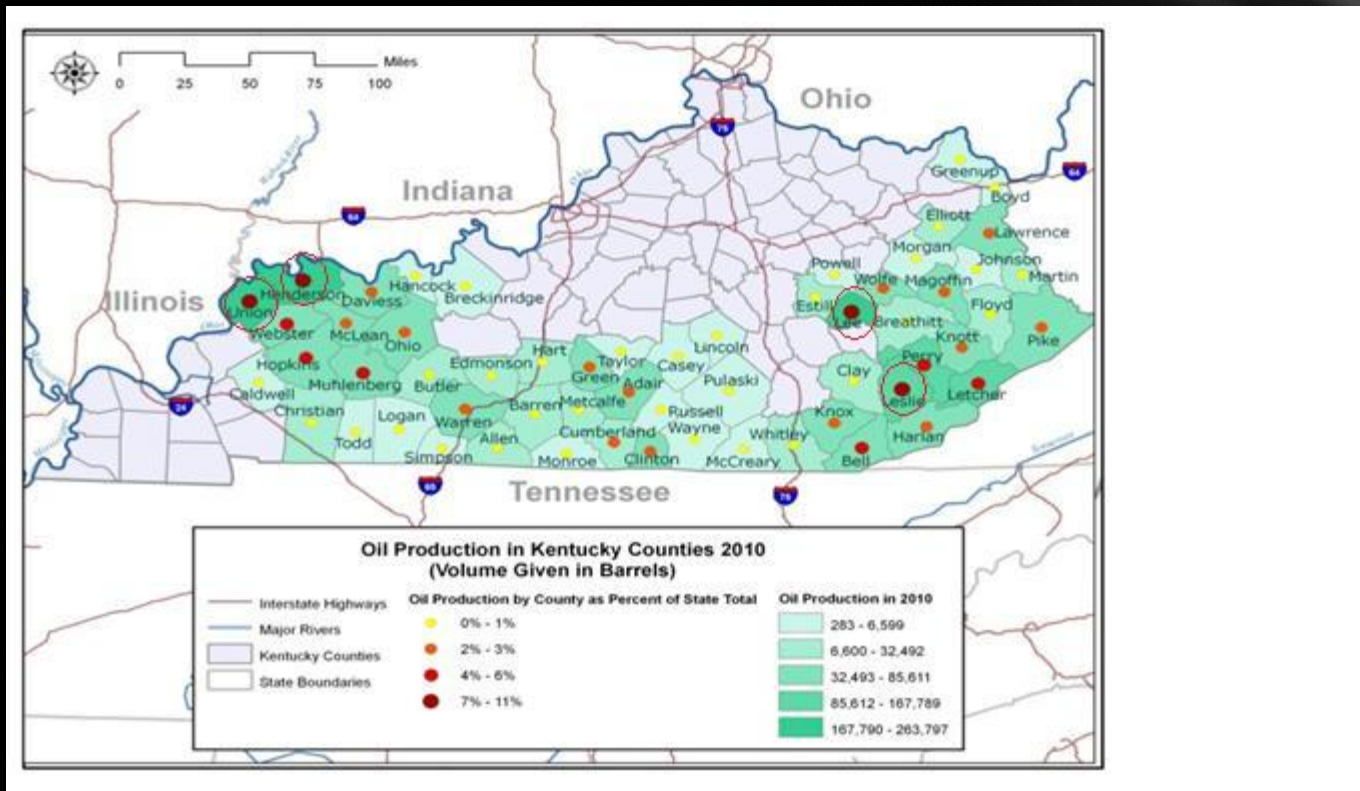 Miles
0 25 50 75 100
Ohio
75
64
Greenup
Boyd
Indiana
64
Elliott
Lawrence
Morgan
Johnson
Powell
Wolfe Magoffin
Martin
Illinois
Henderson
Daviess
Hancock
Breckinridge
Union
Estill
Lee
Breathitt
Floyd
Webster
McLean
Ohio
Knott
Pike
Hopkins
Edmonson
Hart
Lincoln
Perry
Taylor
Casey
Clay
Green
Adair
Pulaski
Muhlenberg
Butler
Caldwell
Leslie
Letcher
24
Christian
Logan
Barren
Metcalfe
Russell
Knox
Warren
Wayne
Todd
Allen
Cumberland
Whitley
Harlan
Simpson
Monroe
Clinton
McCreary
Bell
65
Tennessee
Oil Production in Kentucky Counties 2010
(Volume Given in Barrels)
Interstate Highways
Major Rivers
Kentucky Counties
State Boundaries
Oil Production by County as Percent of State Total
0% - 1%
2% - 3%
4% - 6%
7% - 11%
Oil Production in 2010
283 - 6,599
6,600 - 32,492
32,493 - 85,611
85,612 - 167,789
167,790 - 263,797